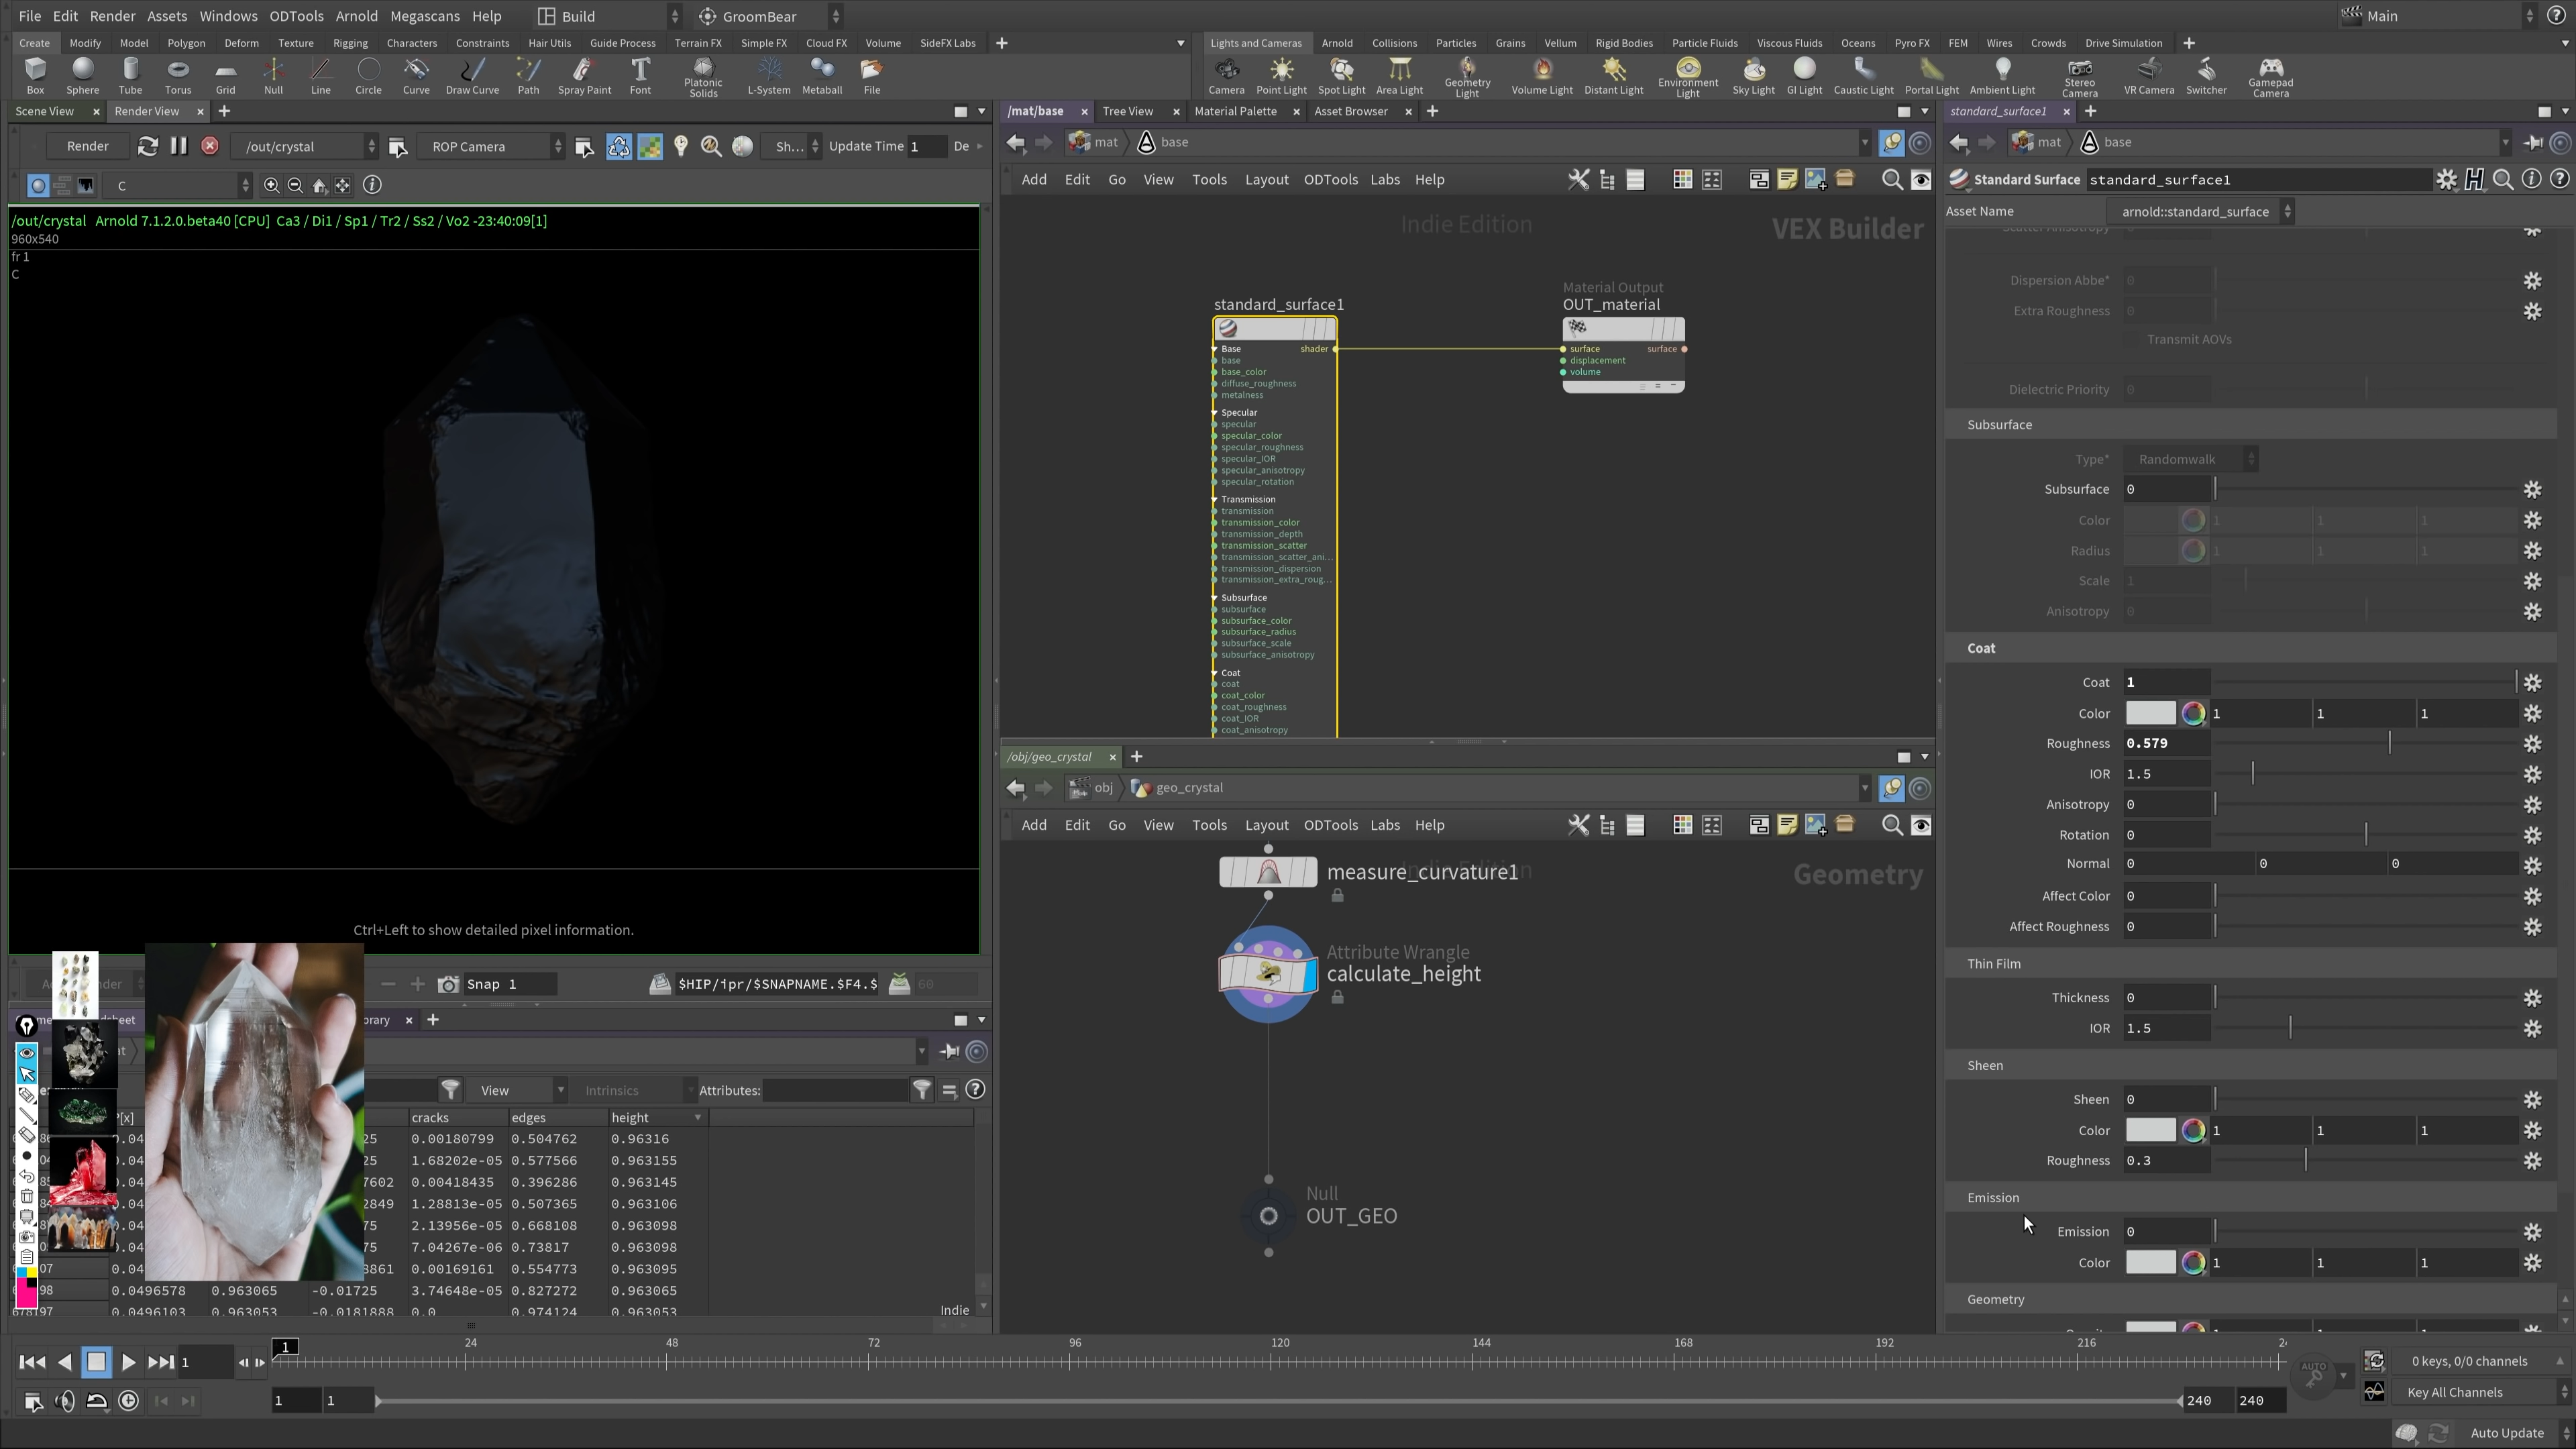 File Edit Render Assets Windows ODTools Arnold Megascans Help Build GroomBear Main
Create Modify Model Polygon Deform Texture Rigging Characters Constraints Hair Utils Guide Process Terrain FX Simple FX Cloud FX Volume SideFX Labs
Box Sphere Tube Torus Grid Null Line Circle Curve Draw Curve Path Spray Paint Font Platonic Solids L-System Metaball File
Lights and Cameras Arnold Collisions Particles Grains Vellum Rigid Bodies Particle Fluids Viscous Fluids Oceans Pyro FX FEM Wires Crowds Drive Simulation
Camera Point Light Spot Light Area Light Geometry Light Volume Light Distant Light Environment Light Sky Light GI Light Caustic Light Portal Light Ambient Light Stereo Camera VR Camera Switcher Gamepad Camera
Scene View Render View
Render /out/crystal ROP Camera Sh... Update Time 1 De
C
/out/crystal Arnold 7.1.2.0.beta40 [CPU] Ca3 / Di1 / Sp1 / Tr2 / Ss2 / Vo2 -23:40:09[1]
960x540
fr 1
C
Ctrl+Left to show detailed pixel information.
Snap 1 $HIP/ipr/$SNAPNAME.$F4.$ 60
View Intrinsics Attributes:
P[x] cracks edges height
0.00180799 0.504762 0.96316
1.68202e-05 0.577566 0.963155
0.00418435 0.396286 0.963145
1.28813e-05 0.507365 0.963106
2.13956e-05 0.668108 0.963098
7.04267e-06 0.73817 0.963098
0.00169161 0.554773 0.963095
0.0496578 0.963065 -0.01725 3.74648e-05 0.827272 0.963065
678197 0.0496103 0.963053 -0.0181888 0.0 0.974124 0.963053
Indie
/mat/base Tree View Material Palette Asset Browser
mat base
Add Edit Go View Tools Layout ODTools Labs Help
Indie Edition VEX Builder
standard_surface1
Base shader
base
base_color
diffuse_roughness
metalness
Specular
specular
specular_color
specular_roughness
specular_IOR
specular_anisotropy
specular_rotation
Transmission
transmission
transmission_color
transmission_depth
transmission_scatter
transmission_scatter_ani...
transmission_dispersion
transmission_extra_roug...
Subsurface
subsurface
subsurface_color
subsurface_radius
subsurface_scale
subsurface_anisotropy
Coat
coat
coat_color
coat_roughness
coat_IOR
coat_anisotropy
Material Output
OUT_material
surface surface
displacement
volume
/obj/geo_crystal
obj geo_crystal
Add Edit Go View Tools Layout ODTools Labs Help
Indie Edition Geometry
measure_curvature1
Attribute Wrangle
calculate_height
Null
OUT_GEO
standard_surface1
mat base
Standard Surface standard_surface1
Asset Name arnold::standard_surface
Scatter Anisotropy 0
Dispersion Abbe* 0
Extra Roughness 0
Transmit AOVs
Dielectric Priority 0
Subsurface
Type* Randomwalk
Subsurface 0
Color 1 1 1
Radius 1 1 1
Scale 1
Anisotropy 0
Coat
Coat 1
Color 1 1 1
Roughness 0.579
IOR 1.5
Anisotropy 0
Rotation 0
Normal 0 0 0
Affect Color 0
Affect Roughness 0
Thin Film
Thickness 0
IOR 1.5
Sheen
Sheen 0
Color 1 1 1
Roughness 0.3
Emission
Emission 0
Color 1 1 1
Geometry
1 24 48 72 96 120 144 168 192 216
1
1 1 240 240
AUTO
0 keys, 0/0 channels
Key All Channels
Auto Update